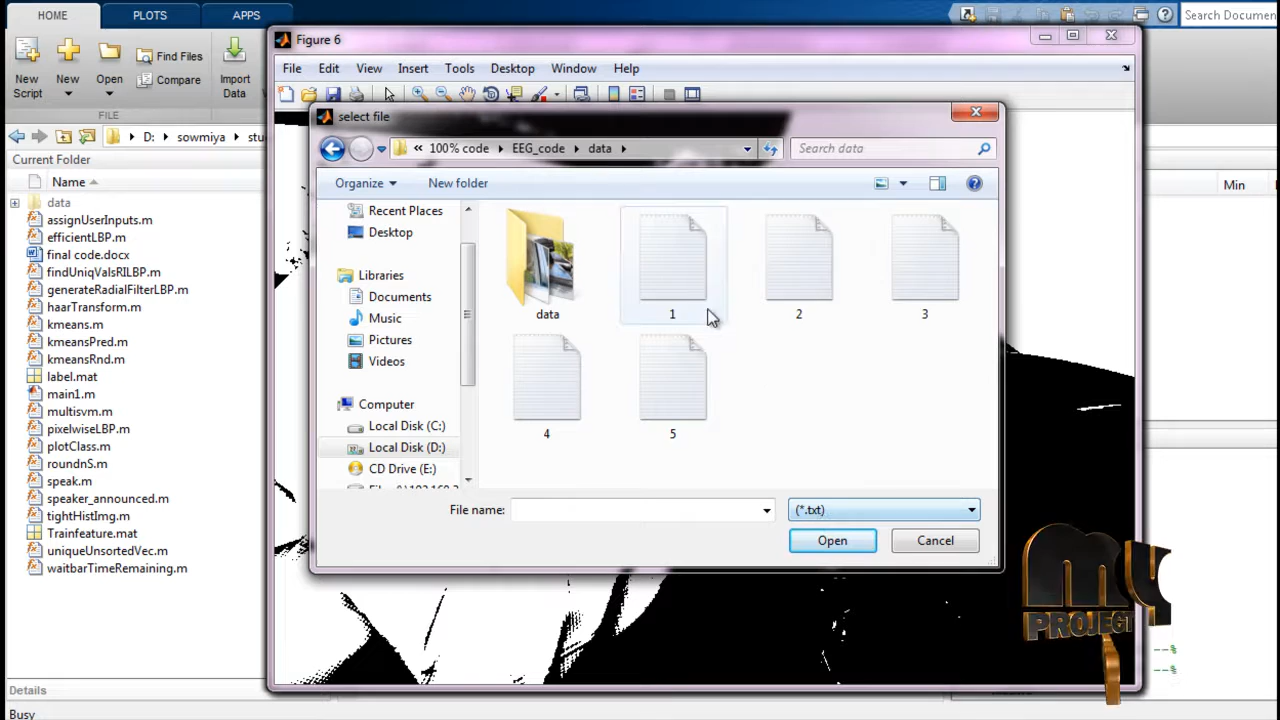 HOME
PLOTS
APPS
Search Documen
New Script
New
Open
Find Files
Compare
Import Data
FILE
D:
sowmiya
Current Folder
Name
data
assignUserInputs.m
efficientLBP.m
final code.docx
findUniqValsRILBP.m
generateRadialFilterLBP.m
haarTransform.m
kmeans.m
kmeansPred.m
kmeansRnd.m
label.mat
main1.m
multisvm.m
pixelwiseLBP.m
plotClass.m
roundnS.m
speak.m
speaker_announced.m
tightHistImg.m
Trainfeature.mat
uniqueUnsortedVec.m
waitbarTimeRemaining.m
Details
Busy
Figure 6
File Edit View Insert Tools Desktop Window Help
select file
« 100% code
EEG_code
data
Search data
Organize
New folder
Recent Places
Desktop
Libraries
Documents
Music
Pictures
Videos
Computer
Local Disk (C:)
Local Disk (D:)
CD Drive (E:)
data
1
2
3
4
5
File name:
(*.txt)
Open
Cancel
Min
--%
--%
MY
PROJECT